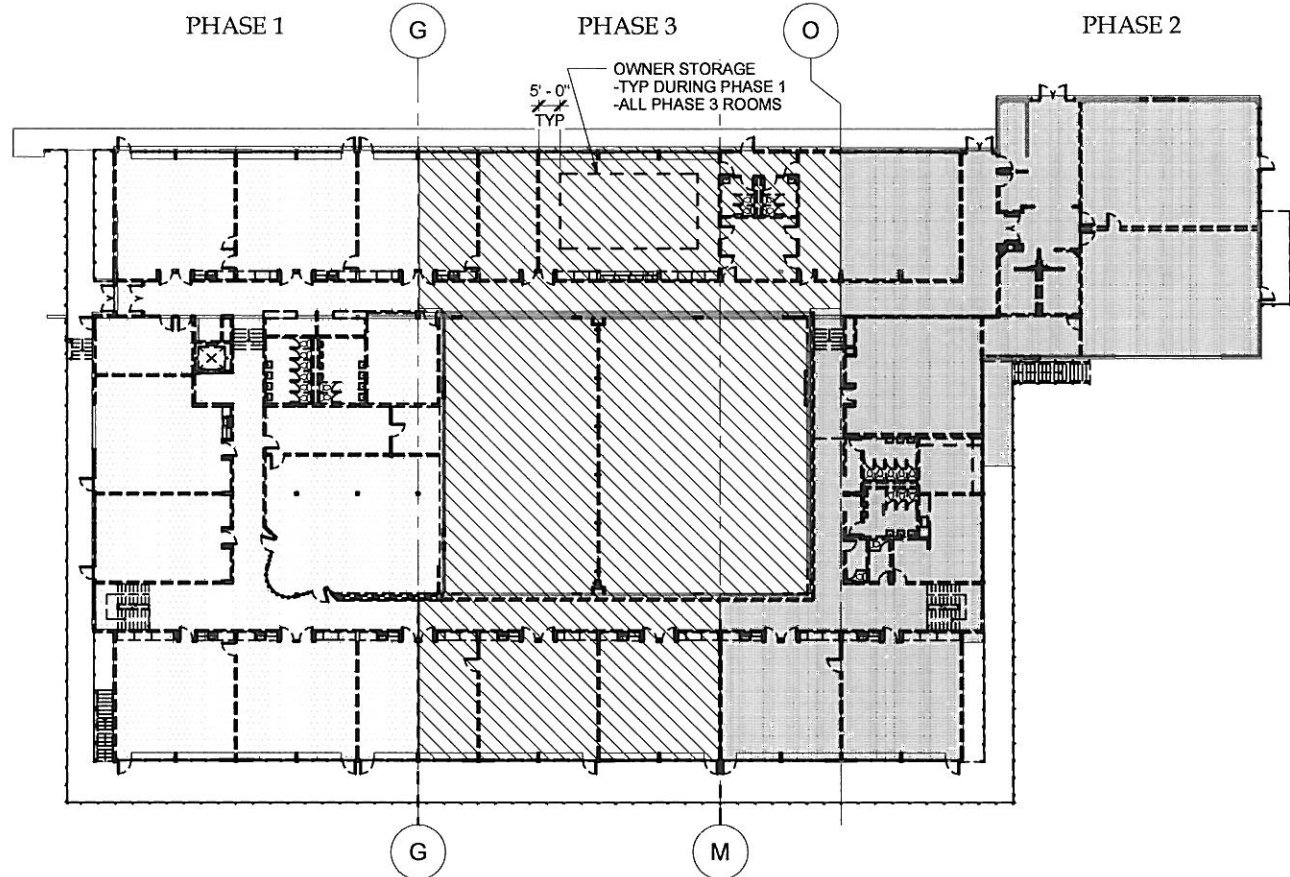 PHASE 1
G
PHASE 3
O
PHASE 2
OWNER STORAGE
-TYP DURING PHASE 1
-ALL PHASE 3 ROOMS
5' - 0"
TYP
G
M